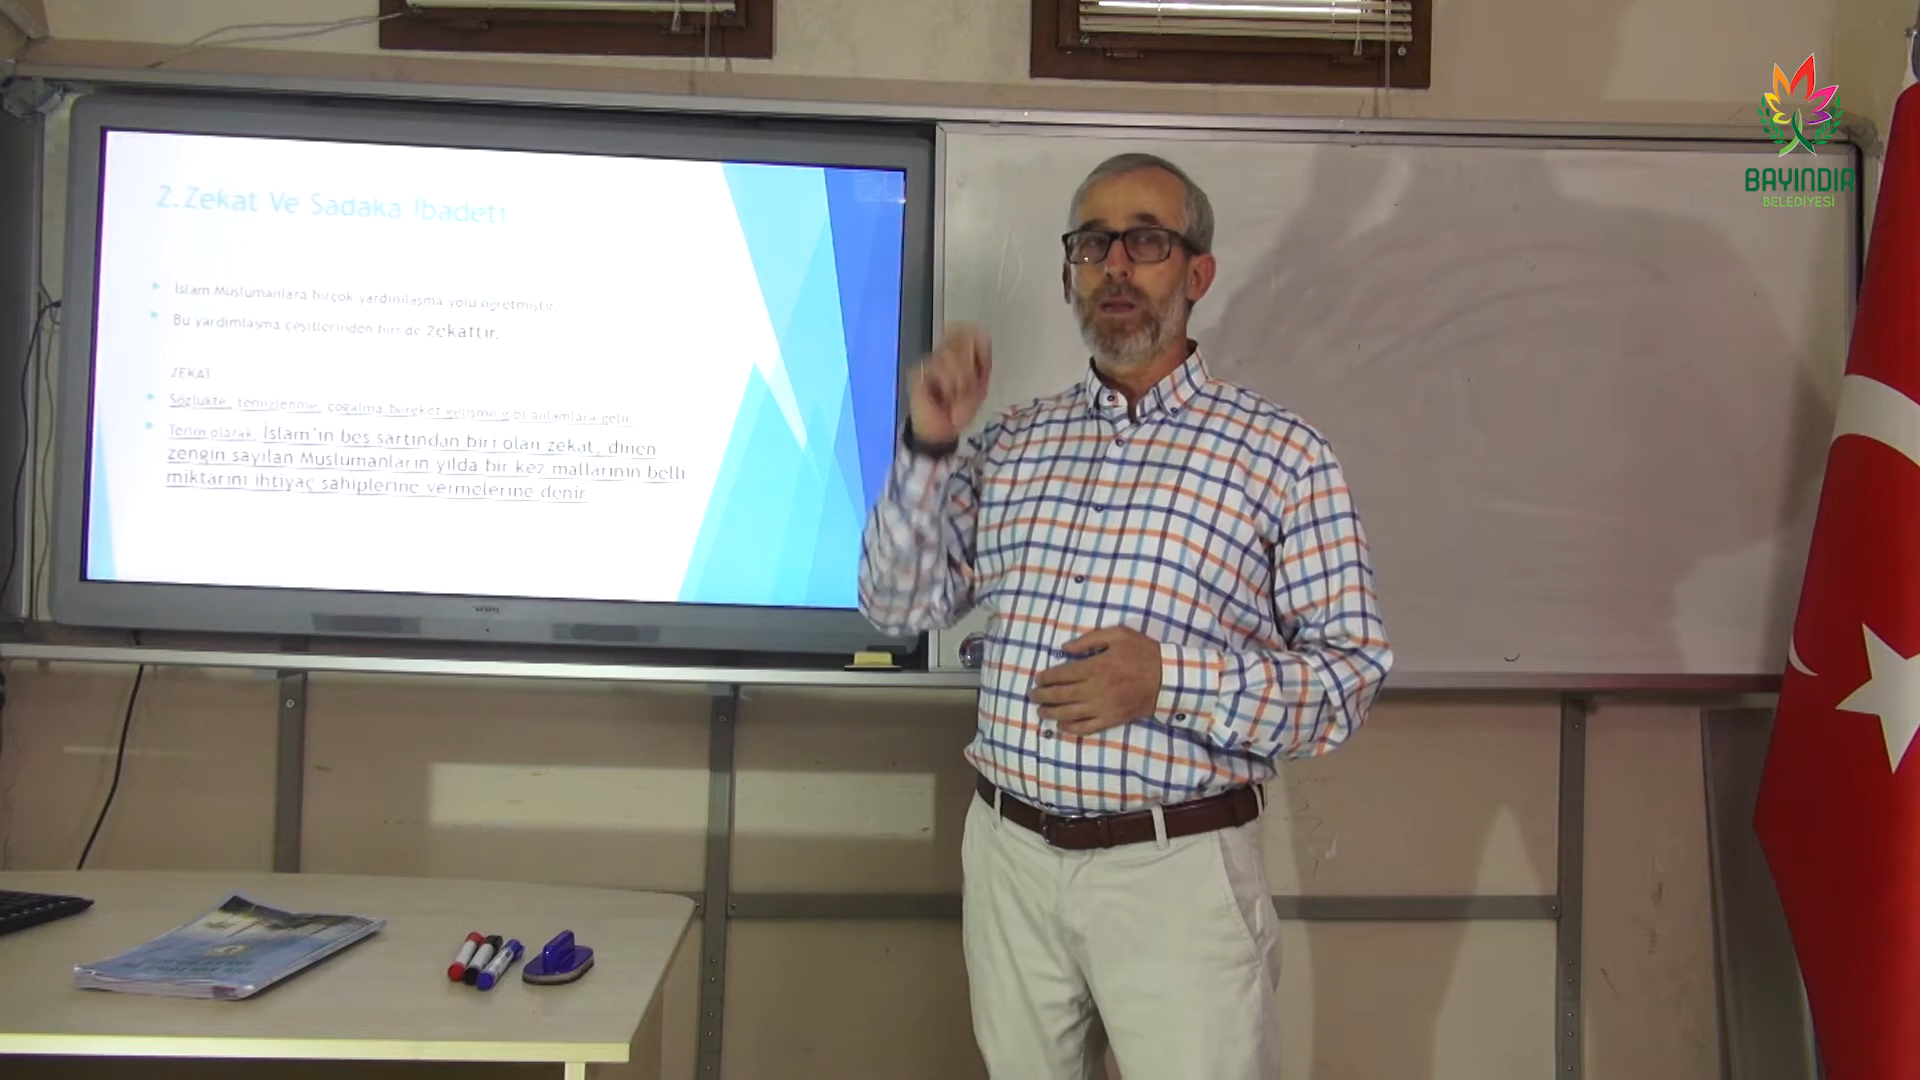 2.Zekat Ve Sadaka İbadeti
İslam Müslümanlara birçok yardımlaşma yolu öğretmiştir.
Bu yardımlaşma çeşitlerinden biri de zekattır.
ZEKAT
Sözlükte, temizlenme, çoğalma, bereket gelişme gibi anlamlara gelir.
Terim olarak, İslam'ın beş şartından biri olan zekat, dinen
zengin sayılan Müslümanların yılda bir kez mallarının belli
miktarını ihtiyaç sahiplerine vermelerine denir
BAYINDIR
BELEDİYESİ